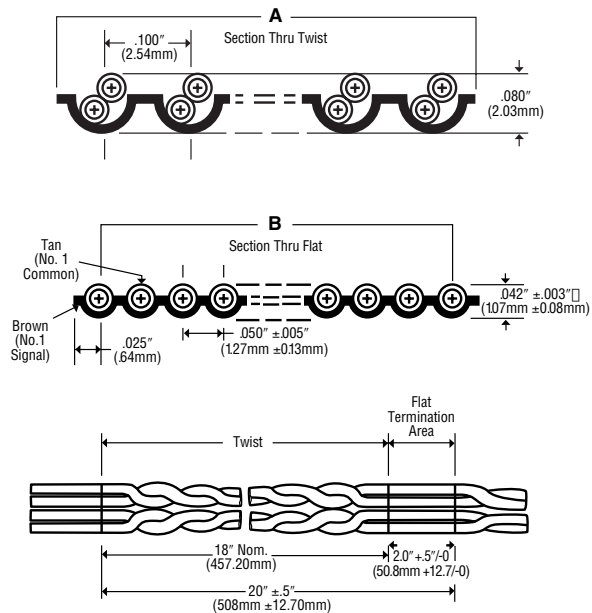 A
.100"
(2.54mm)
Section Thru Twist
.080"
(2.03mm)
B
Section Thru Flat
Tan
(No. 1
Common)
Brown
(No.1
Signal)
.025"
(.64mm)
.050" ±.005"
(1.27mm ±0.13mm)
.042" ±.003"
(1.07mm ±0.08mm)
Flat
Termination
Area
Twist
18" Nom.
(457.20mm)
2.0"+.5"/-0
(50.8mm +12.7/-0)
20" ±.5"
(508mm ±12.70mm)